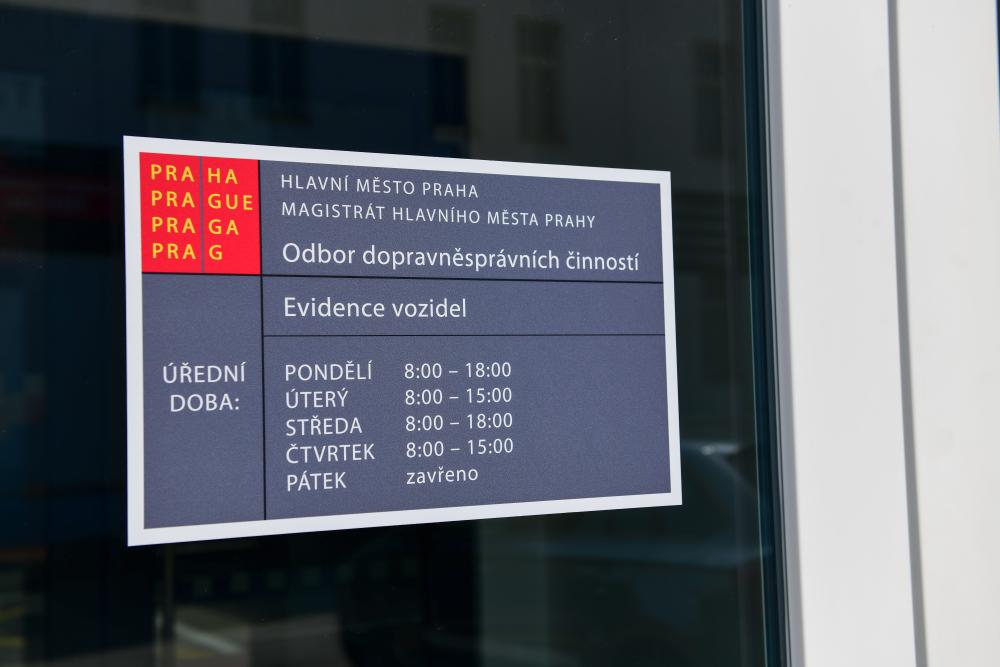 PRA HA
PRA GUE
PRA GA
PRA G
HLAVNÍ MĚSTO PRAHA
MAGISTRÁT HLAVNÍHO MĚSTA PRAHY
Odbor dopravněsprávních činností
Evidence vozidel
ÚŘEDNÍ
DOBA:
PONDĚLÍ 8:00 – 18:00
ÚTERÝ 8:00 – 15:00
STŘEDA 8:00 – 18:00
ČTVRTEK 8:00 – 15:00
PÁTEK zavřeno